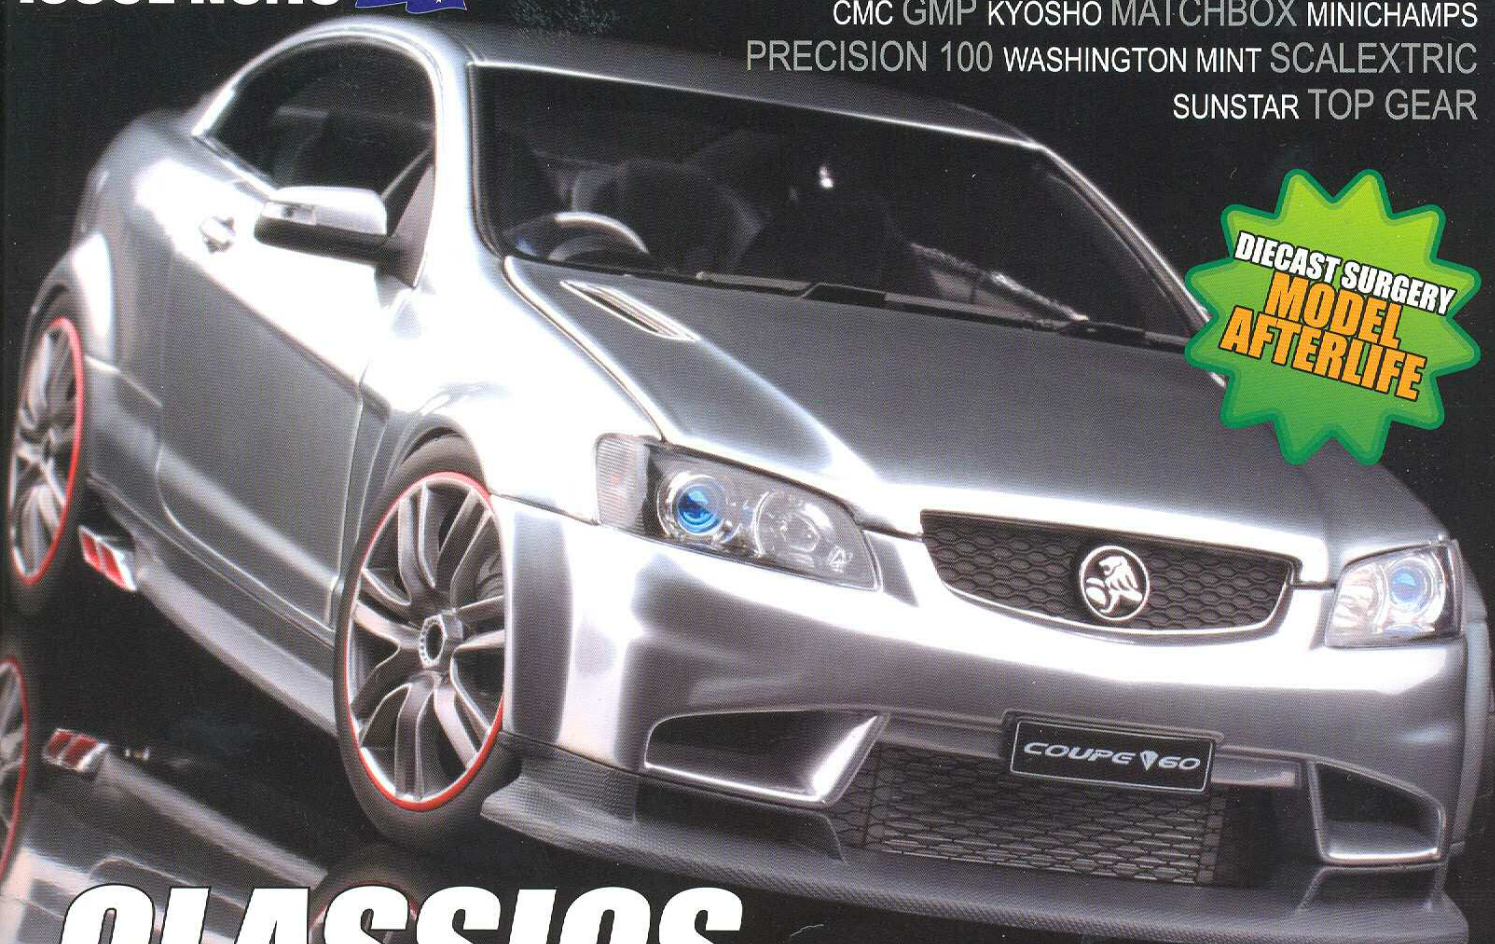 CMC GMP KYOSHO MATCHBOX MINICHAMPS
PRECISION 100 WASHINGTON MINT SCALEXTRIC
SUNSTAR TOP GEAR
DIECAST SURGERY
MODEL
AFTERLIFE
COUPE 60
CLASSICS